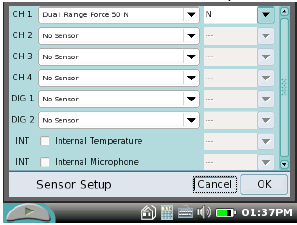 CH 1 Dual Range Force 50 N N
CH 2 No Sensor ---
CH 3 No Sensor ---
CH 4 No Sensor ---
DIG 1 No Sensor ---
DIG 2 No Sensor ---
INT Internal Temperature ---
INT Internal Microphone ---
Sensor Setup Cancel OK
01:37PM